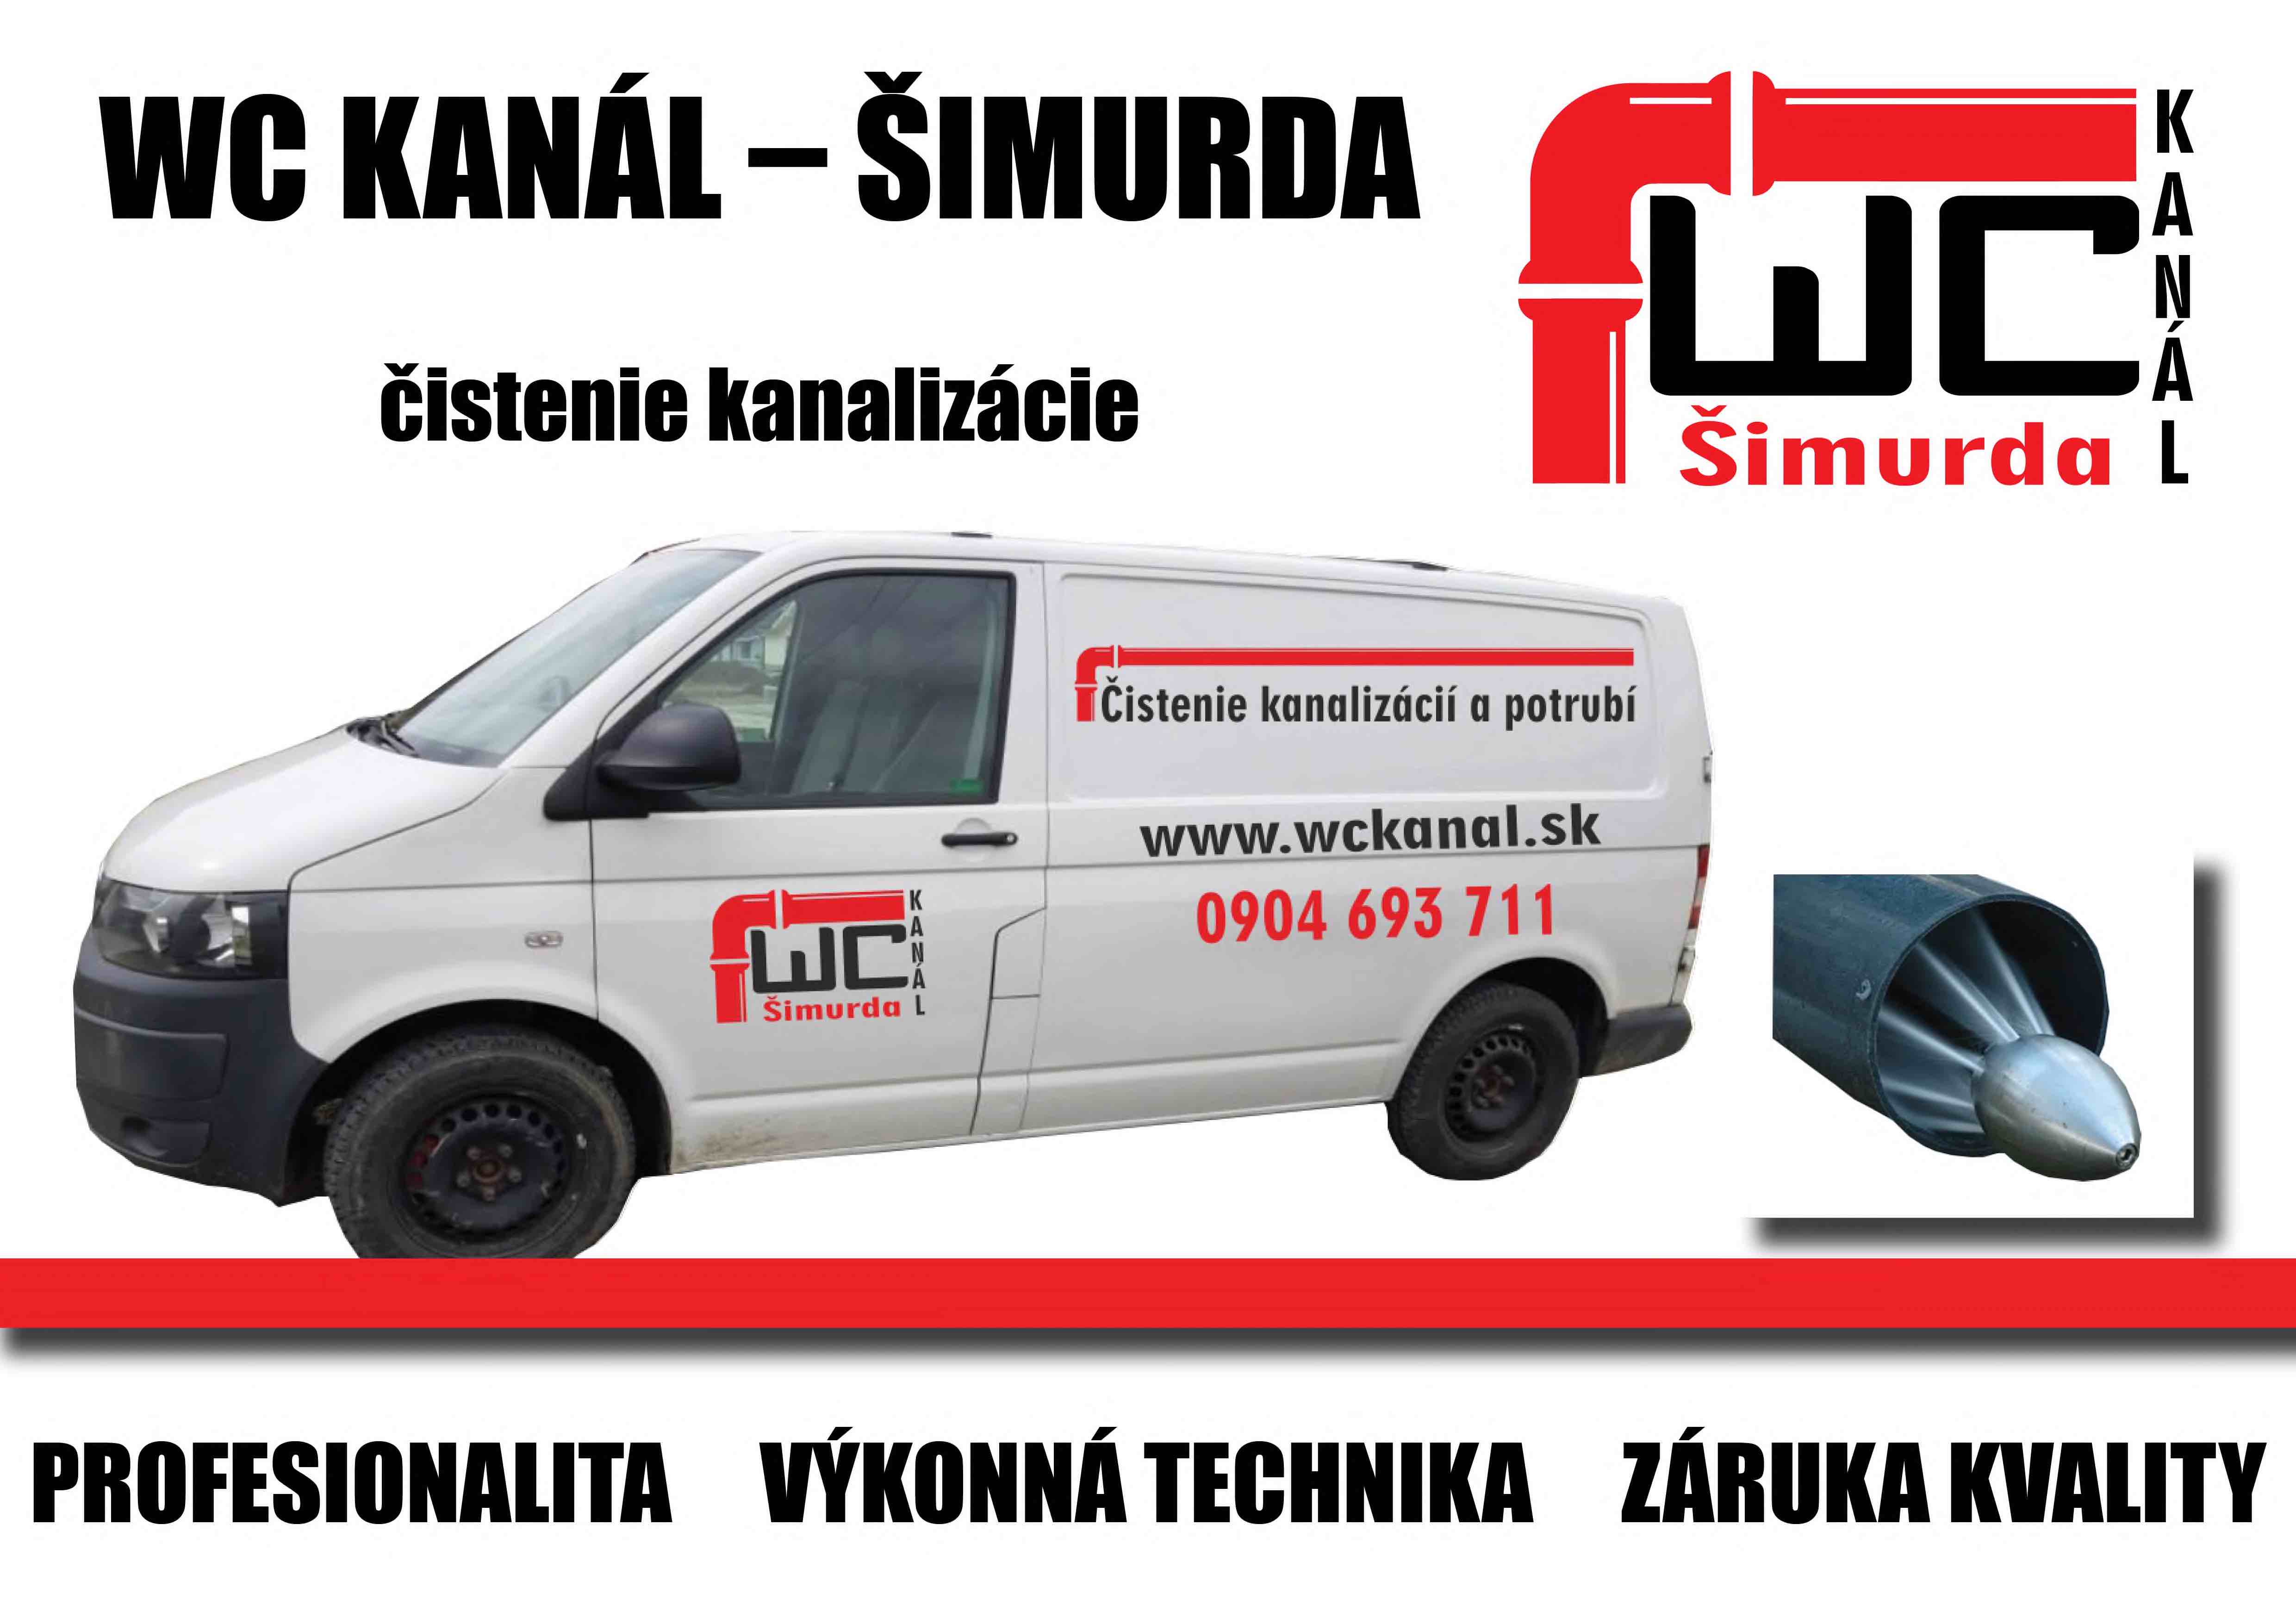 WC KANÁL – ŠIMURDA
čistenie kanalizácie
WC
KANÁL
Šimurda
Čistenie kanalizácií a potrubí
www.wckanal.sk
0904 693 711
WC
KANÁL
Šimurda
PROFESIONALITA VÝKONNÁ TECHNIKA ZÁRUKA KVALITY